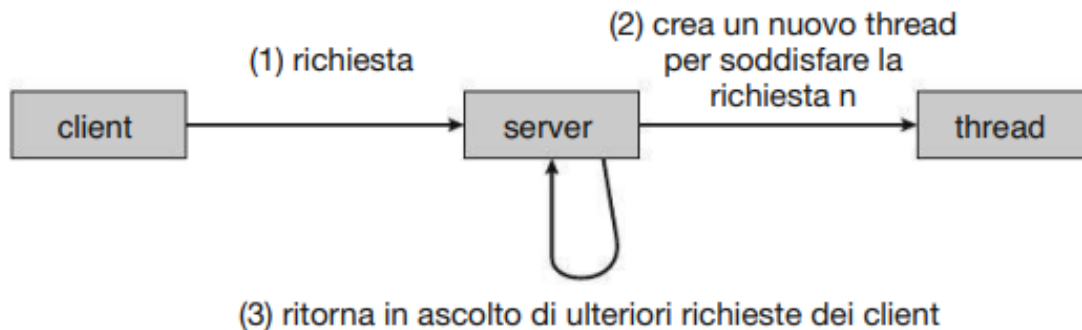 (1) richiesta
(2) crea un nuovo thread
per soddisfare la
richiesta n
client
server
thread
(3) ritorna in ascolto di ulteriori richieste dei client